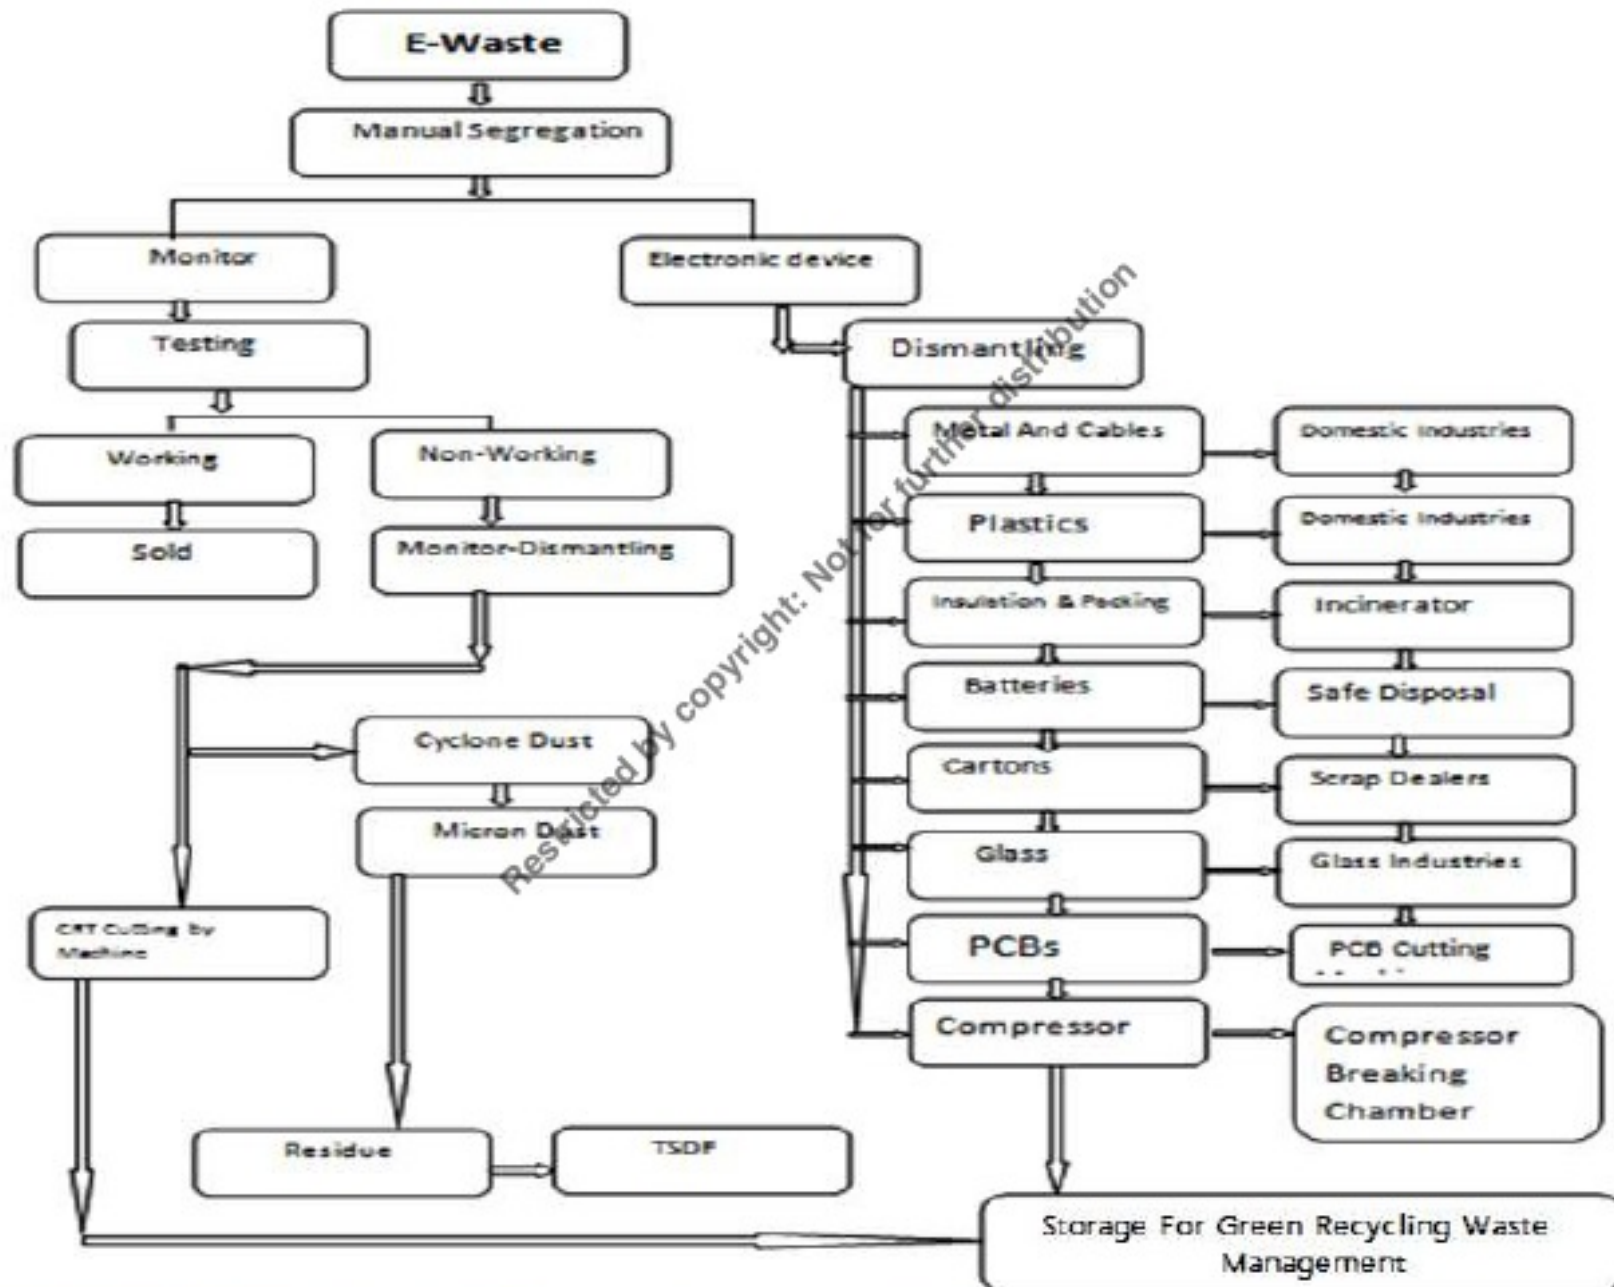 E-Waste
Manual Segregation
Monitor
Electronic device
Testing
Dismantling
Working
Non-Working
Metal And Cables
Domestic Industries
Sold
Monitor-Dismantling
Plastics
Domestic Industries
Insulation & Packing
Incinerator
Batteries
Safe Disposal
Cyclone Dust
Cartons
Scrap Dealers
Micron Dust
Glass
Glass Industries
CRT Cutting by
Machine
PCBs
PCB Cutting
Compressor
Compressor
Breaking
Chamber
Residue
TSDF
Storage For Green Recycling Waste
Management
Restricted by copyright: Not for further distribution